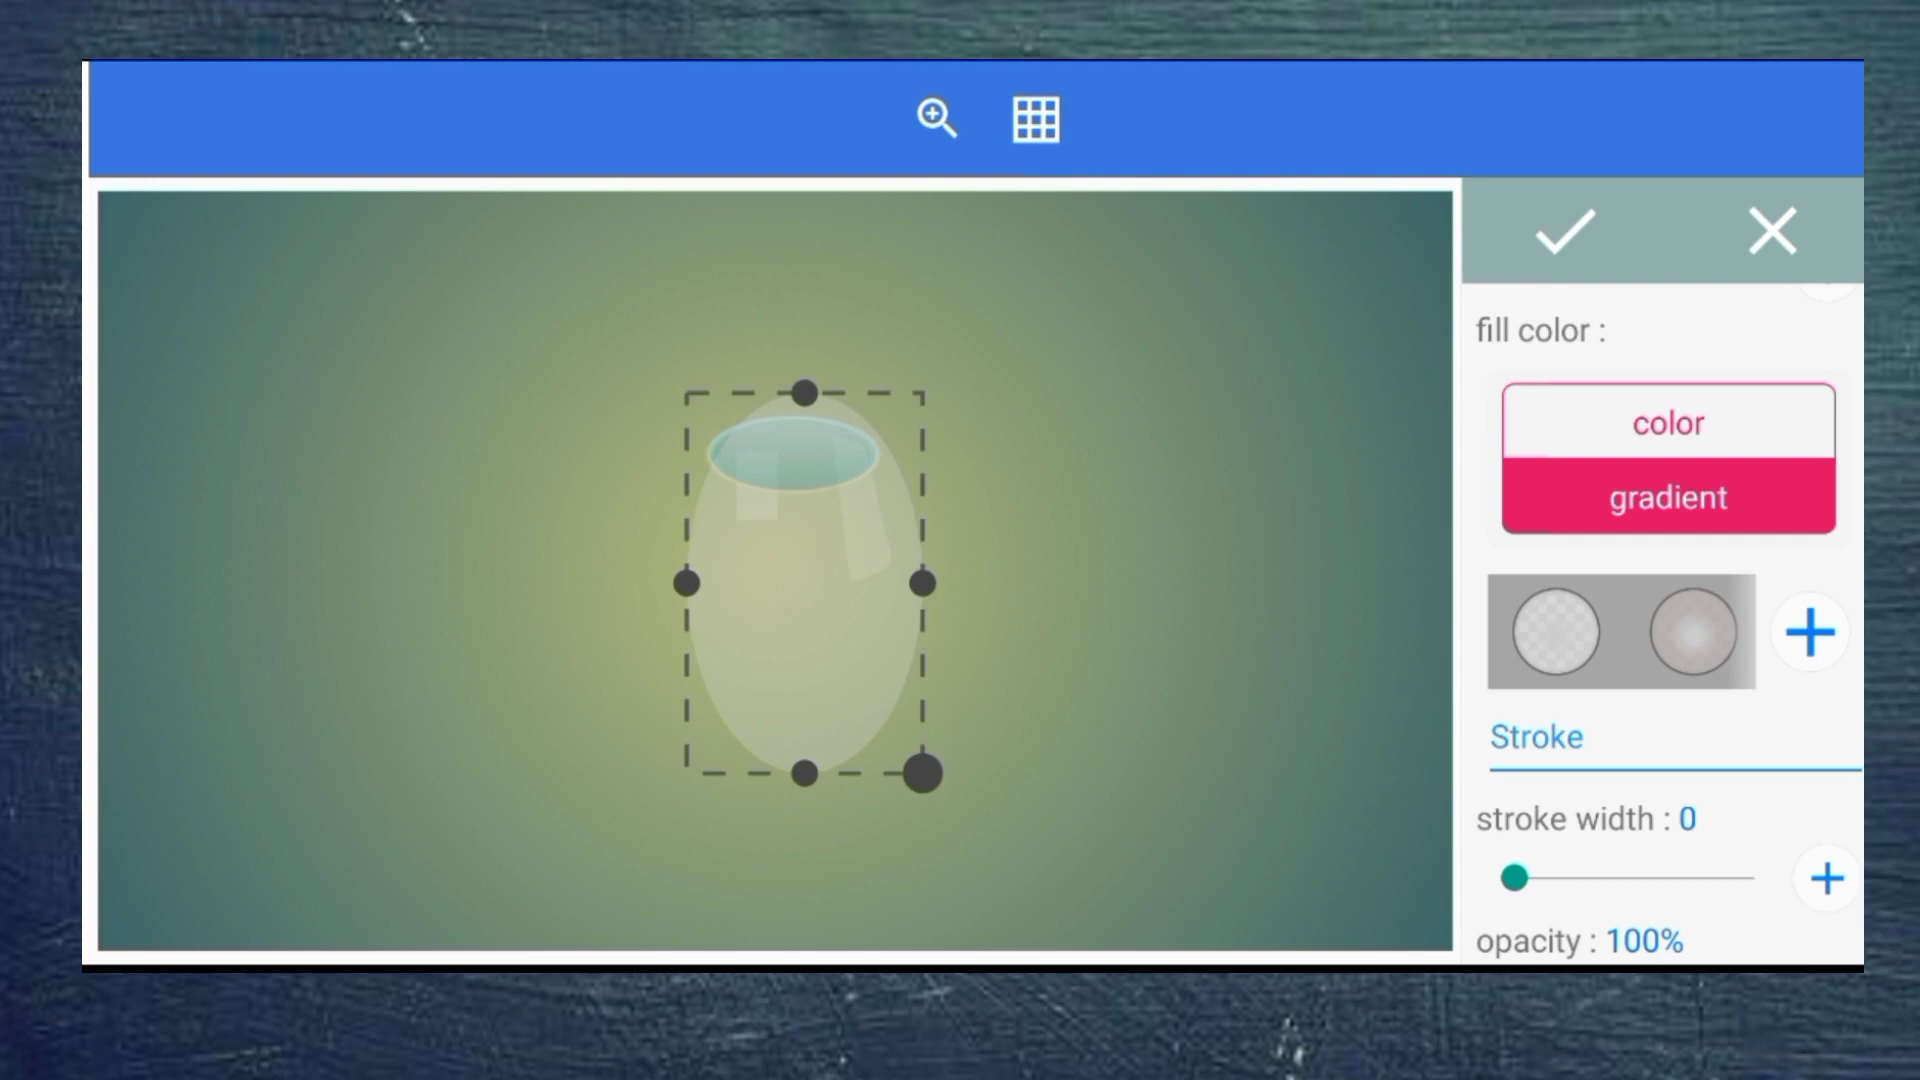 fill color :
color
gradient
Stroke
stroke width : 0
opacity : 100%